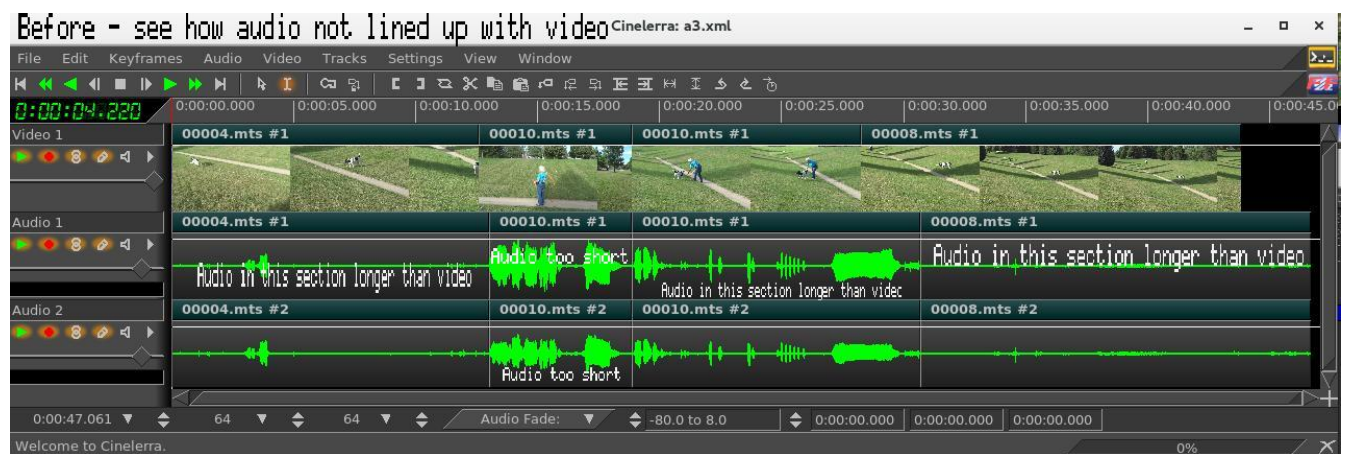 Before - see how audio not lined up with video Cinelerra: a3.xml
File Edit Keyframes Audio Video Tracks Settings View Window
0:00:04.220 0:00:00.000 0:00:05.000 0:00:10.000 0:00:15.000 0:00:20.000 0:00:25.000 0:00:30.000 0:00:35.000 0:00:40.000 0:00:45.0
Video 1 00004.mts #1 00010.mts #1 00010.mts #1 00008.mts #1
Audio 1 00004.mts #1 00010.mts #1 00010.mts #1 00008.mts #1
Audio in this section longer than video Audio too short Audio in this section longer than videc Audio in this section longer than video
Audio 2 00004.mts #2 00010.mts #2 00010.mts #2 00008.mts #2
Audio too short
0:00:47.061 64 64 Audio Fade: -80.0 to 8.0 0:00:00.000 0:00:00.000 0:00:00.000
Welcome to Cinelerra. 0%